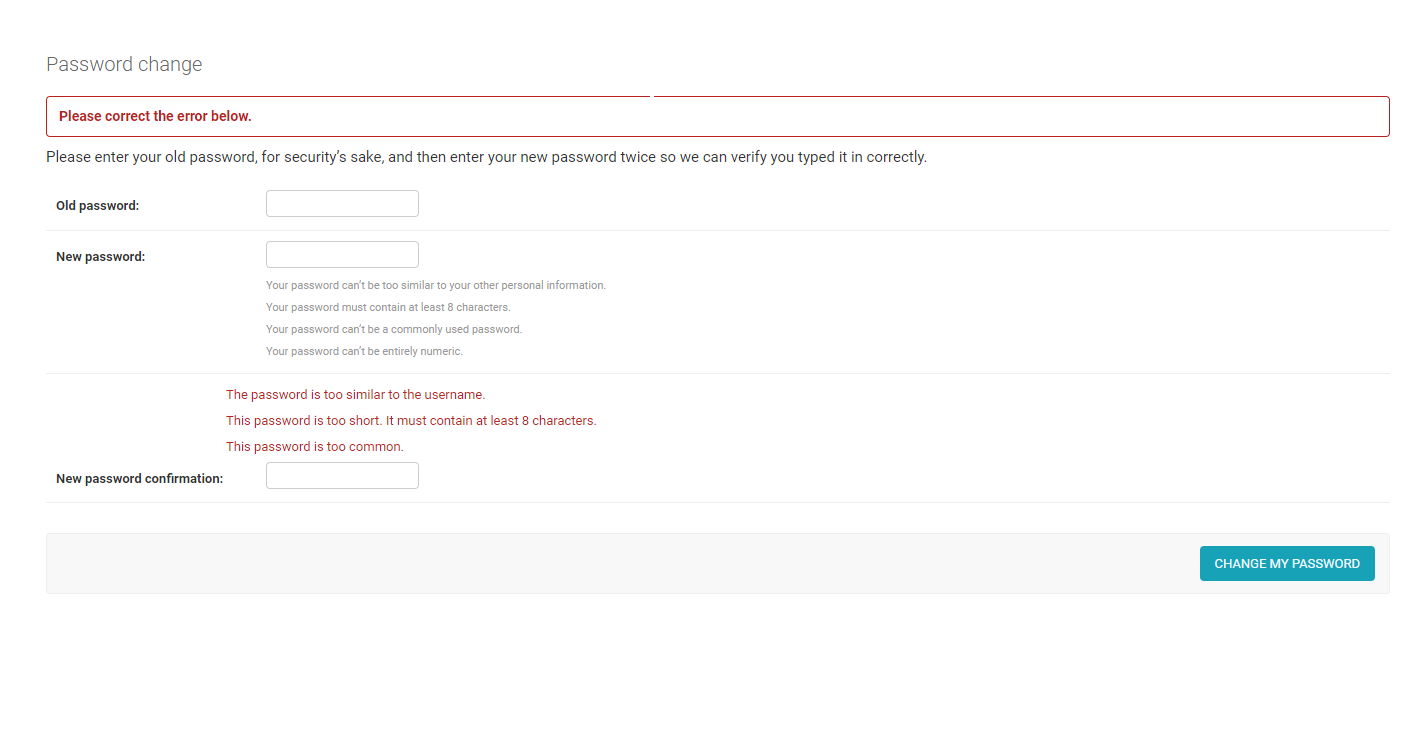 Password change
Please correct the error below.
Please enter your old password, for security’s sake, and then enter your new password twice so we can verify you typed it in correctly.
Old password:
New password:
Your password can’t be too similar to your other personal information.
Your password must contain at least 8 characters.
Your password can’t be a commonly used password.
Your password can’t be entirely numeric.
The password is too similar to the username.
This password is too short. It must contain at least 8 characters.
This password is too common.
New password confirmation:
CHANGE MY PASSWORD